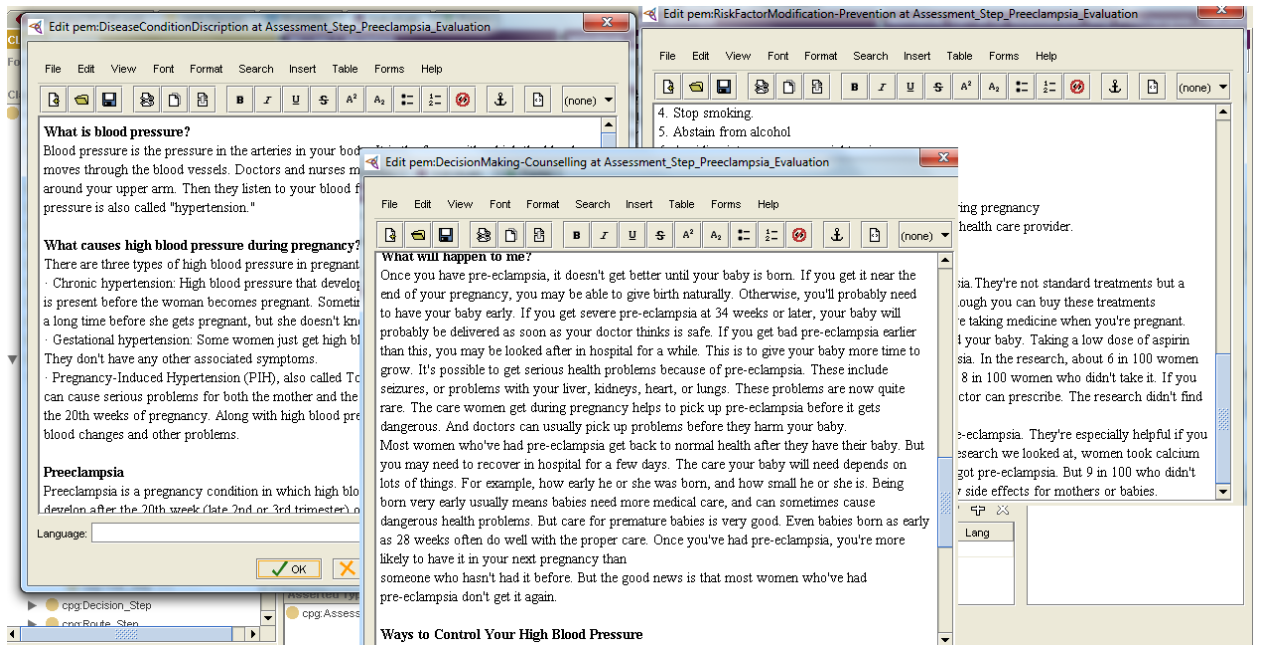 Edit pem:DiseaseConditionDiscription at Assessment_Step_Preeclampsia_Evaluation
File Edit View Font Format Search Insert Table Forms Help
B I U S A² A₂ (none)
What is blood pressure?
Blood pressure is the pressure in the arteries in your
moves through the blood vessels. Doctors and nurses
around your upper arm. Then they listen to your blood
pressure is also called "hypertension."
What causes high blood pressure during pregnancy?
There are three types of high blood pressure in pregnant
· Chronic hypertension: High blood pressure that
is present before the woman becomes pregnant.
a long time before she gets pregnant, but she doesn't
· Gestational hypertension: Some women just get high
They don't have any other associated symptoms.
· Pregnancy-Induced Hypertension (PIH), also called
can cause serious problems for both the mother and the
the 20th weeks of pregnancy. Along with high blood
blood changes and other problems.
Preeclampsia
Preeclampsia is a pregnancy condition in which high
develop after the 20th week (late 2nd or 3rd trimester)
Language:
OK
cpg:Decision_Step
cpg:Route_Step
Edit pem:RiskFactorModification-Prevention at Assessment_Step_Preeclampsia_Evaluation
File Edit View Font Format Search Insert Table Forms Help
B I U S A² A₂ (none)
4. Stop smoking.
5. Abstain from alcohol
during pregnancy
health care provider.
They're not standard treatments but a
you can buy these treatments
taking medicine when you're pregnant.
your baby. Taking a low dose of aspirin
In the research, about 6 in 100 women
8 in 100 women who didn't take it. If you
can prescribe. The research didn't find
They're especially helpful if you
we looked at, women took calcium
got pre-eclampsia. But 9 in 100 who didn't
side effects for mothers or babies.
Lang
Edit pem:DecisionMaking-Counselling at Assessment_Step_Preeclampsia_Evaluation
File Edit View Font Format Search Insert Table Forms Help
B I U S A² A₂ (none)
What will happen to me?
Once you have pre-eclampsia, it doesn't get better until your baby is born. If you get it near the
end of your pregnancy, you may be able to give birth naturally. Otherwise, you'll probably need
to have your baby early. If you get severe pre-eclampsia at 34 weeks or later, your baby will
probably be delivered as soon as your doctor thinks is safe. If you get bad pre-eclampsia earlier
than this, you may be looked after in hospital for a while. This is to give your baby more time to
grow. It's possible to get serious health problems because of pre-eclampsia. These include
seizures, or problems with your liver, kidneys, heart, or lungs. These problems are now quite
rare. The care women get during pregnancy helps to pick up pre-eclampsia before it gets
dangerous. And doctors can usually pick up problems before they harm your baby.
Most women who've had pre-eclampsia get back to normal health after they have their baby. But
you may need to recover in hospital for a few days. The care your baby will need depends on
lots of things. For example, how early he or she was born, and how small he or she is. Being
born very early usually means babies need more medical care, and can sometimes cause
dangerous health problems. But care for premature babies is very good. Even babies born as early
as 28 weeks often do well with the proper care. Once you've had pre-eclampsia, you're more
likely to have it in your next pregnancy than
someone who hasn't had it before. But the good news is that most women who've had
pre-eclampsia don't get it again.
Ways to Control Your High Blood Pressure